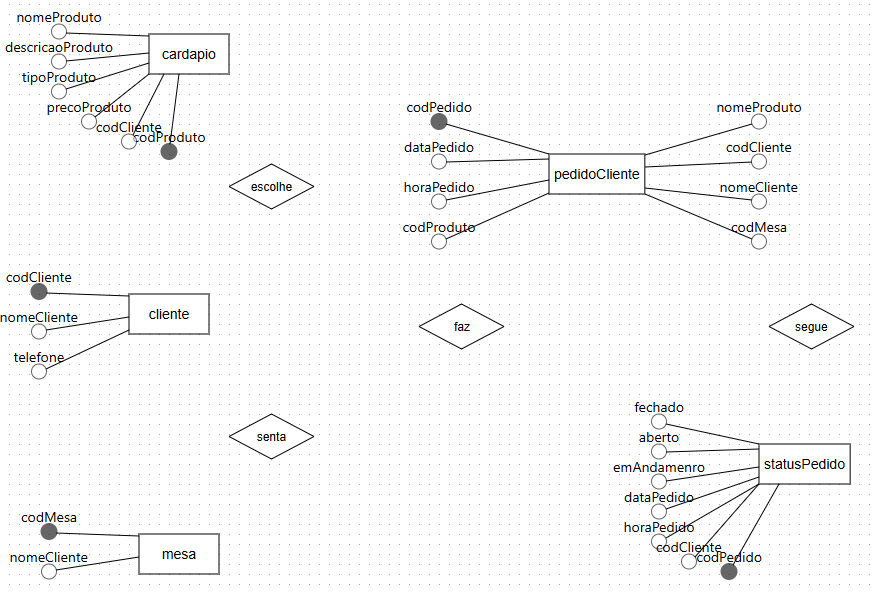 nomeProduto
descricaoProduto
tipoProduto
precoProduto
codCliente
codProduto
cardapio
escolhe
codPedido
dataPedido
horaPedido
codProduto
pedidoCliente
nomeProduto
codCliente
nomeCliente
codMesa
codCliente
nomeCliente
telefone
cliente
faz
segue
senta
fechado
aberto
emAndamenro
dataPedido
horaPedido
codCliente
codPedido
statusPedido
codMesa
nomeCliente
mesa